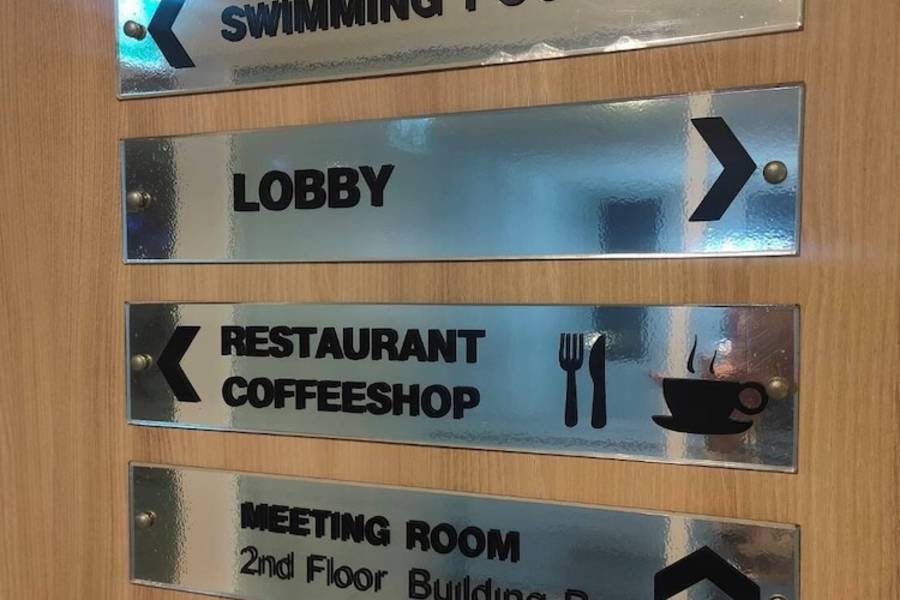 SWIMMING
LOBBY
RESTAURANT
COFFEESHOP
MEETING ROOM
2nd Floor Building